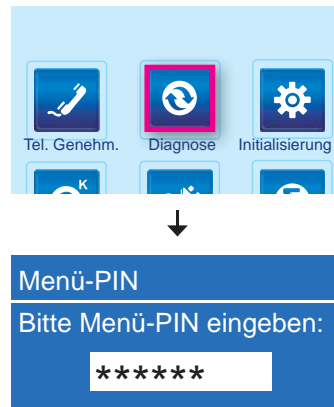 Tel. Genehm. Diagnose Initialisierung
K
Menü-PIN
Bitte Menü-PIN eingeben:
******